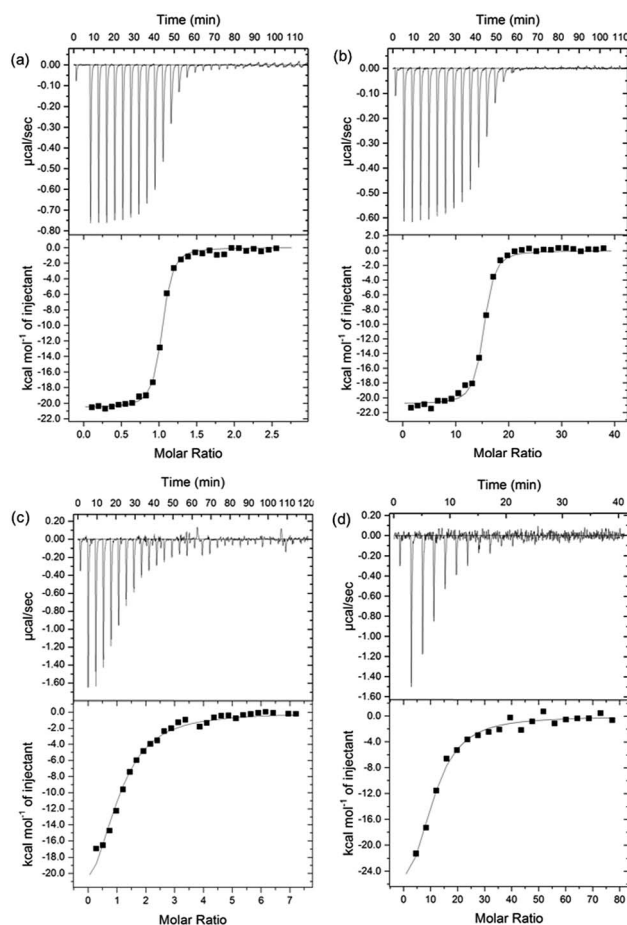 Time (min)
0 10 20 30 40 50 60 70 80 90 100 110
(a)
0.00
-0.10
-0.20
-0.30
-0.40
-0.50
-0.60
-0.70
-0.80
µcal/sec
0.0
-2.0
-4.0
-6.0
-8.0
-10.0
-12.0
-14.0
-16.0
-18.0
-20.0
-22.0
kcal mol⁻¹ of injectant
0.0 0.5 1.0 1.5 2.0 2.5
Molar Ratio
Time (min)
0 10 20 30 40 50 60 70 80 90 100 110
(b)
0.00
-0.10
-0.20
-0.30
-0.40
-0.50
-0.60
µcal/sec
2.0
0.0
-2.0
-4.0
-6.0
-8.0
-10.0
12.0
-14.0
-16.0
-18.0
-20.0
-22.0
kcal mol⁻¹ of injectant
0 10 20 30 40
Molar Ratio
Time (min)
0 10 20 30 40 50 60 70 80 90 100 110 120
(c)
0.20
0.00
-0.20
-0.40
-0.60
-0.80
-1.00
-1.20
-1.40
-1.60
µcal/sec
0.0
-2.0
-4.0
-6.0
-8.0
-10.0
-12.0
-14.0
-16.0
-18.0
-20.0
kcal mol⁻¹ of injectant
0 1 2 3 4 5 6 7
Molar Ratio
Time (min)
0 10 20 30 40
(d)
0.20
0.00
-0.20
-0.40
-0.60
-0.80
-1.00
-1.20
-1.40
-1.60
µcal/sec
0.0
-4.0
-8.0
-12.0
-16.0
-20.0
-24.0
kcal mol⁻¹ of injectant
0 10 20 30 40 50 60 70 80
Molar Ratio